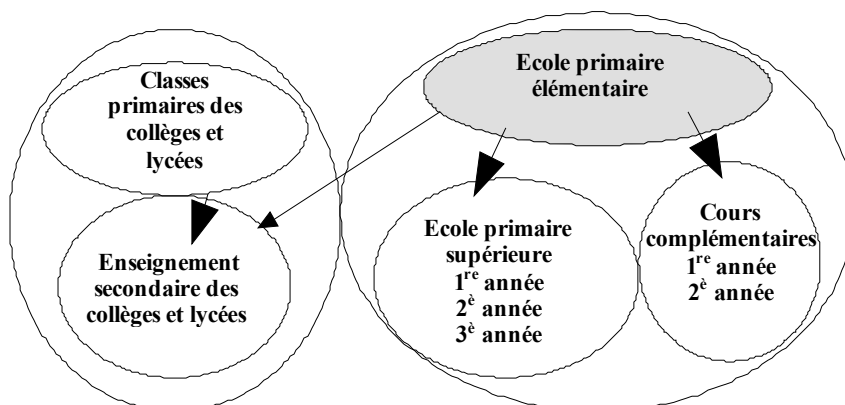 Classes
primaires des
collèges et
lycées
Enseignement
secondaire des
collèges et lycées
Ecole primaire
élémentaire
Ecole primaire
supérieure
1re année
2è année
3è année
Cours
complémentaires
1re année
2è année